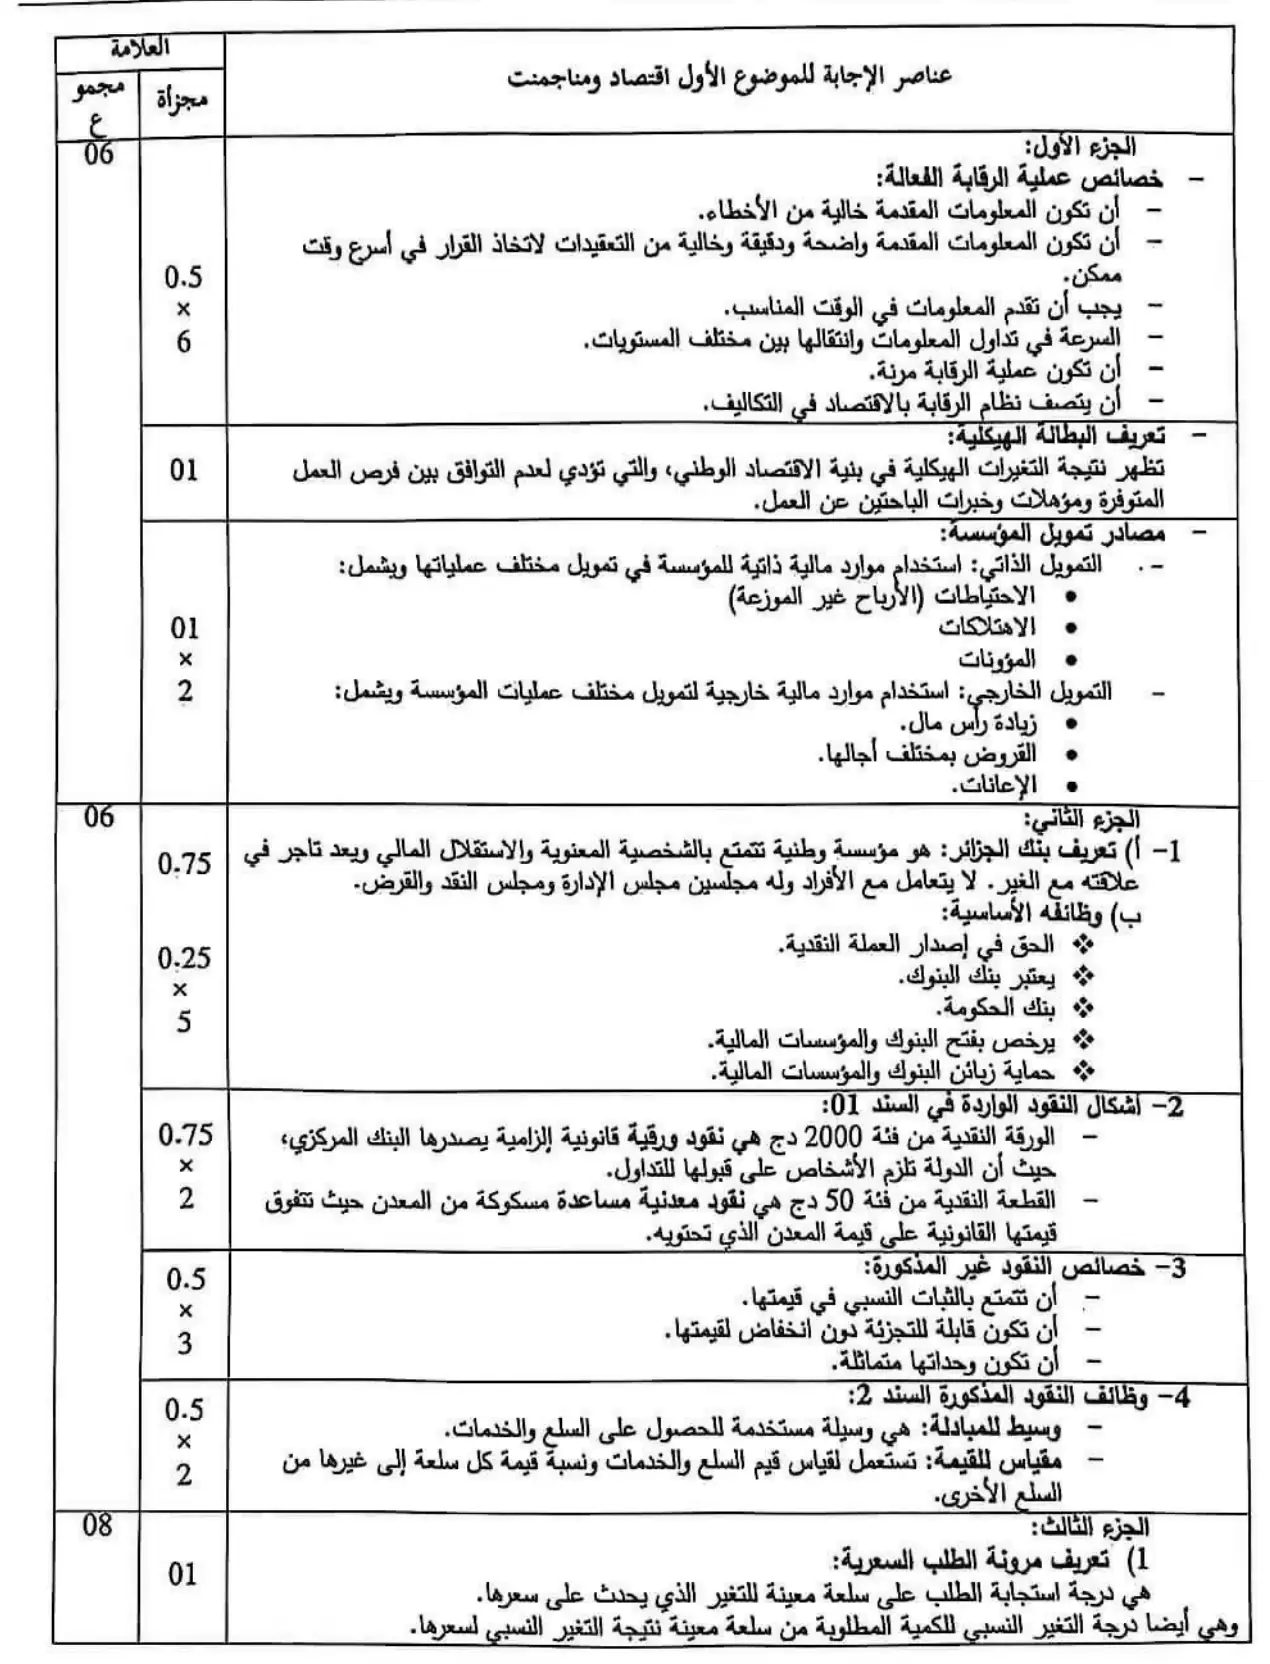 العلامة
عناصر الإجابة للموضوع الأول اقتصاد ومناجمنت
مجمو
ع
مجزأة
06
الجزء الأول:
– خصائص عملية الرقابة الفعالة:
– أن تكون المعلومات المقدمة خالية من الأخطاء.
– أن تكون المعلومات المقدمة واضحة ودقيقة وخالية من التعقيدات لاتخاذ القرار في أسرع وقت
ممكن.
– يجب أن تقدم المعلومات في الوقت المناسب.
– السرعة في تداول المعلومات وانتقالها بين مختلف المستويات.
– أن تكون عملية الرقابة مرنة.
– أن يتصف نظام الرقابة بالاقتصاد في التكاليف.
0.5
×
6
– تعريف البطالة الهيكلية:
تظهر نتيجة التغيرات الهيكلية في بنية الاقتصاد الوطني، والتي تؤدي لعدم التوافق بين فرص العمل
المتوفرة ومؤهلات وخبرات الباحثين عن العمل.
01
– مصادر تمويل المؤسسة:
– . التمويل الذاتي: استخدام موارد مالية ذاتية للمؤسسة في تمويل مختلف عملياتها ويشمل:
• الاحتياطات (الأرباح غير الموزعة)
• الاهتلاكات
• المؤونات
– التمويل الخارجي: استخدام موارد مالية خارجية لتمويل مختلف عمليات المؤسسة ويشمل:
• زيادة رأس مال.
• القروض بمختلف أجالها.
• الإعانات.
01
×
2
06
الجزء الثاني:
1– أ) تعريف بنك الجزائر: هو مؤسسة وطنية تتمتع بالشخصية المعنوية والاستقلال المالي ويعد تاجر في
علاقته مع الغير. لا يتعامل مع الأفراد وله مجلسين مجلس الإدارة ومجلس النقد والقرض.
0.75
ب) وظائفه الأساسية:
❖ الحق في إصدار العملة النقدية.
❖ يعتبر بنك البنوك.
❖ بنك الحكومة.
❖ يرخص بفتح البنوك والمؤسسات المالية.
❖ حماية زبائن البنوك والمؤسسات المالية.
0.25
×
5
2– أشكال النقود الواردة في السند 01:
– الورقة النقدية من فئة 2000 دج هي نقود ورقية قانونية إلزامية يصدرها البنك المركزي،
حيث أن الدولة تلزم الأشخاص على قبولها للتداول.
– القطعة النقدية من فئة 50 دج هي نقود معدنية مساعدة مسكوكة من المعدن حيث تتفوق
قيمتها القانونية على قيمة المعدن الذي تحتويه.
0.75
×
2
3– خصائص النقود غير المذكورة:
– أن تتمتع بالثبات النسبي في قيمتها.
– أن تكون قابلة للتجزئة دون انخفاض لقيمتها.
– أن تكون وحداتها متماثلة.
0.5
×
3
4– وظائف النقود المذكورة السند 2:
– وسيط للمبادلة: هي وسيلة مستخدمة للحصول على السلع والخدمات.
– مقياس للقيمة: تستعمل لقياس قيم السلع والخدمات ونسبة قيمة كل سلعة إلى غيرها من
السلع الأخرى.
0.5
×
2
08
الجزء الثالث:
1) تعريف مرونة الطلب السعرية:
هي درجة استجابة الطلب على سلعة معينة للتغير الذي يحدث على سعرها.
وهي أيضا درجة التغير النسبي للكمية المطلوبة من سلعة معينة نتيجة التغير النسبي لسعرها.
01